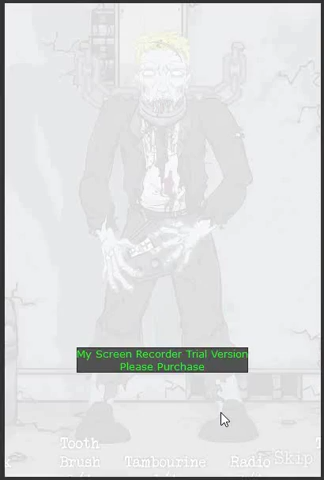 My Screen Recorder Trial Version
Please Purchase
Tooth
Brush Tambourine Radio Skip